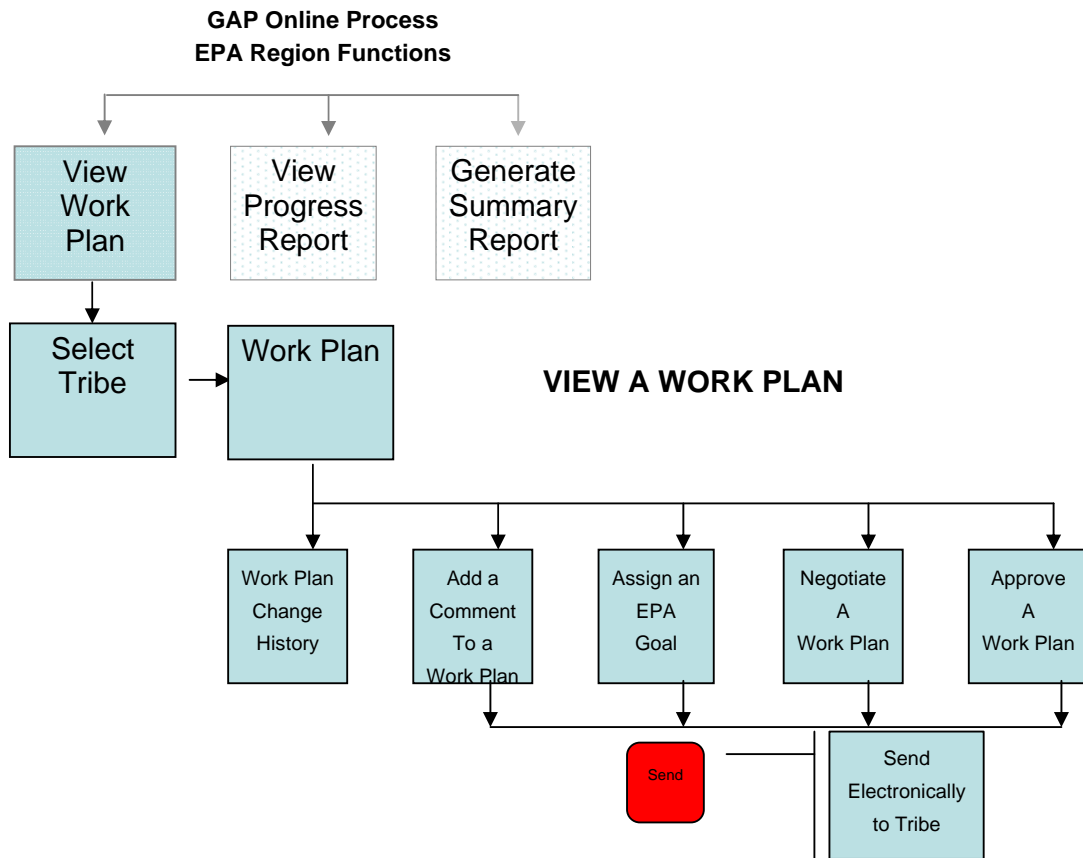 GAP Online Process
EPA Region Functions
View
Work
Plan
View
Progress
Report
Generate
Summary
Report
Select
Tribe
Work Plan
VIEW A WORK PLAN
Work Plan
Change
History
Add a
Comment
To a
Work Plan
Assign an
EPA
Goal
Negotiate
A
Work Plan
Approve
A
Work Plan
Send
Send
Electronically
to Tribe